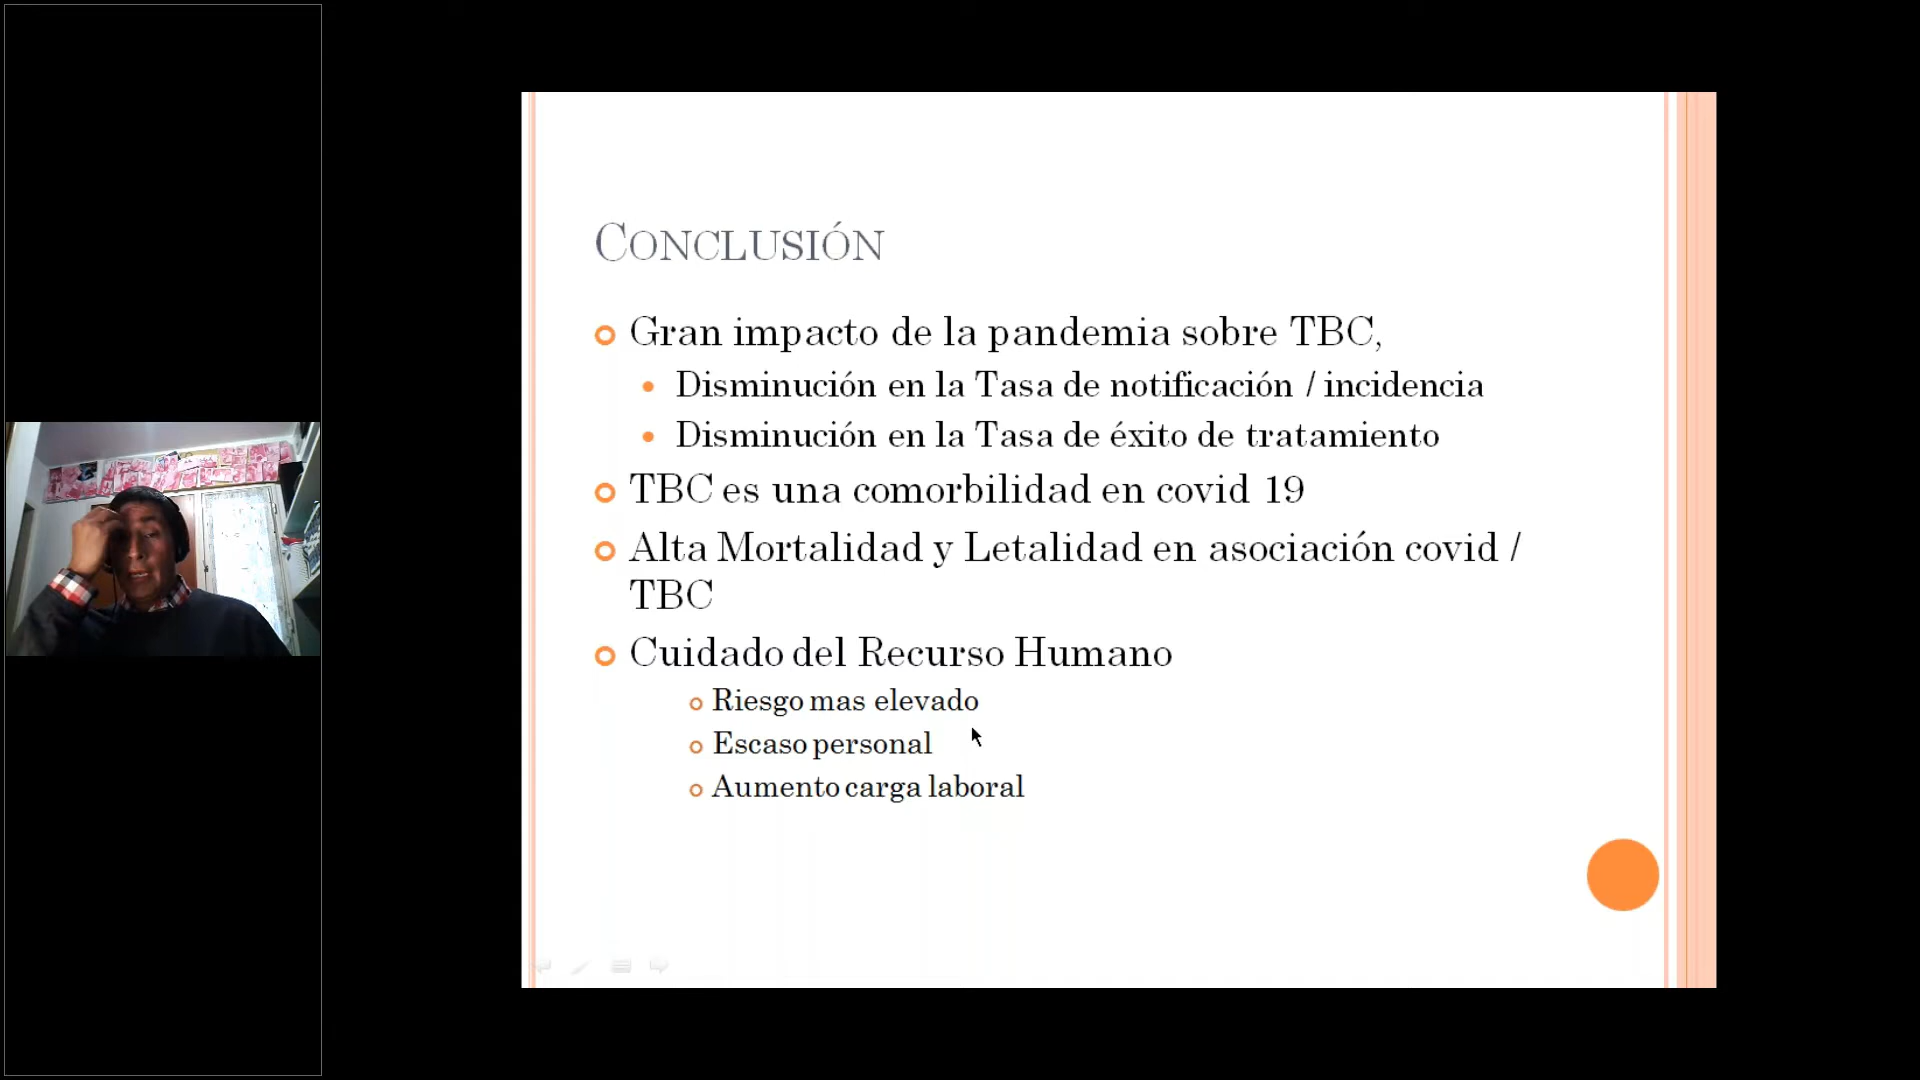 CONCLUSIÓN
Gran impacto de la pandemia sobre TBC,
Disminución en la Tasa de notificación / incidencia
Disminución en la Tasa de éxito de tratamiento
TBC es una comorbilidad en covid 19
Alta Mortalidad y Letalidad en asociación covid /
TBC
Cuidado del Recurso Humano
Riesgo mas elevado
Escaso personal
Aumento carga laboral